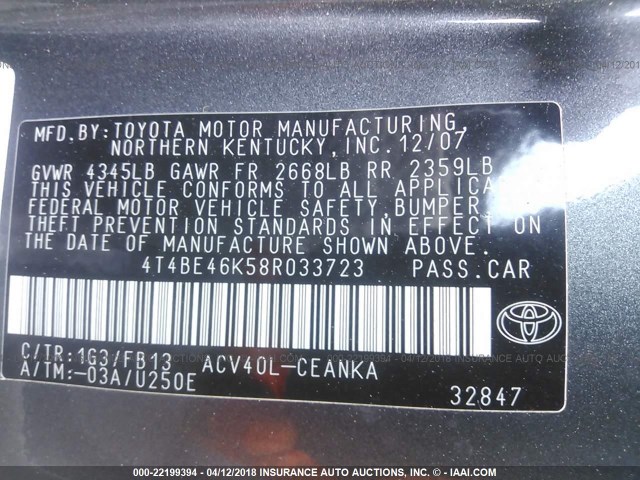 MFD. BY: TOYOTA MOTOR MANUFACTURING,
NORTHERN KENTUCKY, INC. 12/07
GVWR 4345LB GAWR FR 2668LB RR 2359LB
THIS VEHICLE CONFORMS TO ALL
FEDERAL MOTOR VEHICLE SAFETY, BUMPER,
THEFT PREVENTION STANDARDS IN EFFECT ON
THE DATE OF MANUFACTURE SHOWN ABOVE.
4T4BE46K58R033723 PASS.CAR
C/TR: 1G3/FB13 ACV40L-CEANKA
A/TM:-03A/U250E
32847
000-22199394 - 04/12/2018 - INSURANCE AUTO AUCTIONS, INC. - © - IAAI.COM